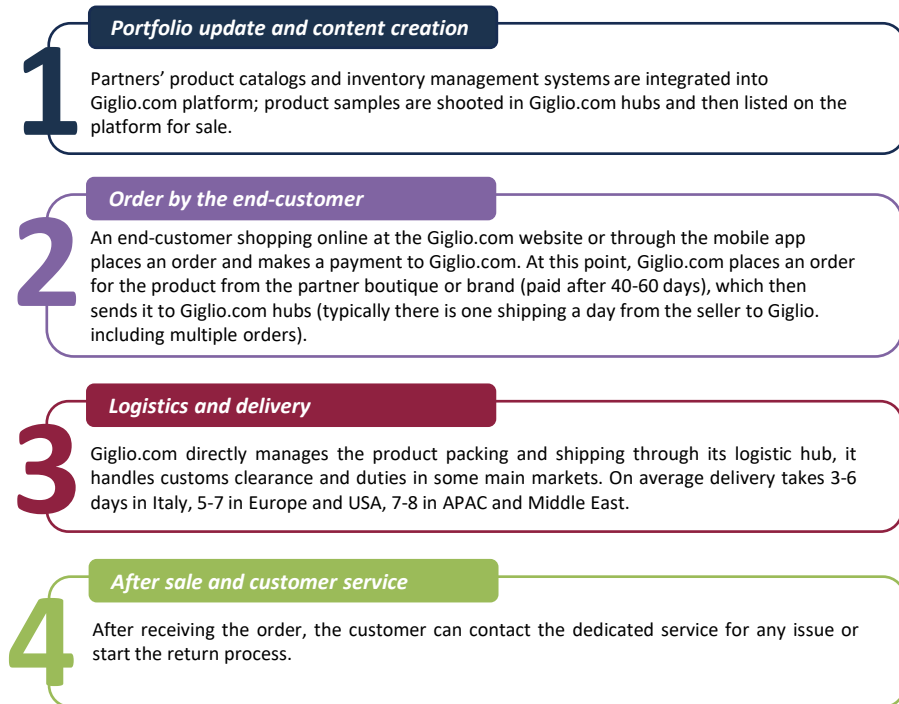 Portfolio update and content creation
1
Partners' product catalogs and inventory management systems are integrated into
Giglio.com platform; product samples are shooted in Giglio.com hubs and then listed on the
platform for sale.
Order by the end-customer
2
An end-customer shopping online at the Giglio.com website or through the mobile app
places an order and makes a payment to Giglio.com. At this point, Giglio.com places an order
for the product from the partner boutique or brand (paid after 40-60 days), which then
sends it to Giglio.com hubs (typically there is one shipping a day from the seller to Giglio.
including multiple orders).
Logistics and delivery
3
Giglio.com directly manages the product packing and shipping through its logistic hub, it
handles customs clearance and duties in some main markets. On average delivery takes 3-6
days in Italy, 5-7 in Europe and USA, 7-8 in APAC and Middle East.
After sale and customer service
4
After receiving the order, the customer can contact the dedicated service for any issue or
start the return process.